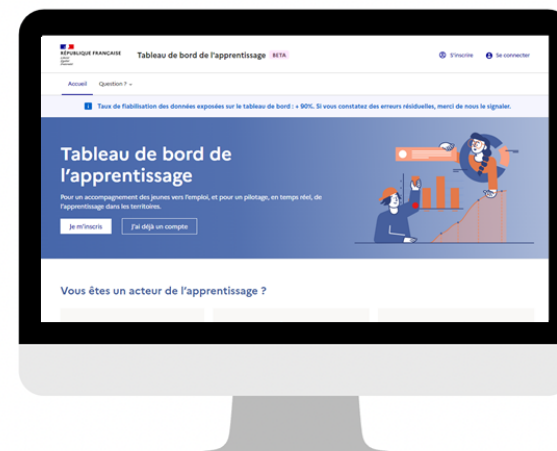 RÉPUBLIQUE FRANÇAISE
Tableau de bord de l'apprentissage BETA
S'inscrire Se connecter
Accueil Question ?
Taux de fiabilisation des données exposées sur le tableau de bord : + 90%. Si vous constatez des erreurs résiduelles, merci de nous le signaler.
Tableau de bord de
l'apprentissage
Pour un accompagnement des jeunes vers l'emploi, et pour un pilotage, en temps réel, de
l'apprentissage dans les territoires.
Je m'inscris J'ai déjà un compte
Vous êtes un acteur de l'apprentissage ?